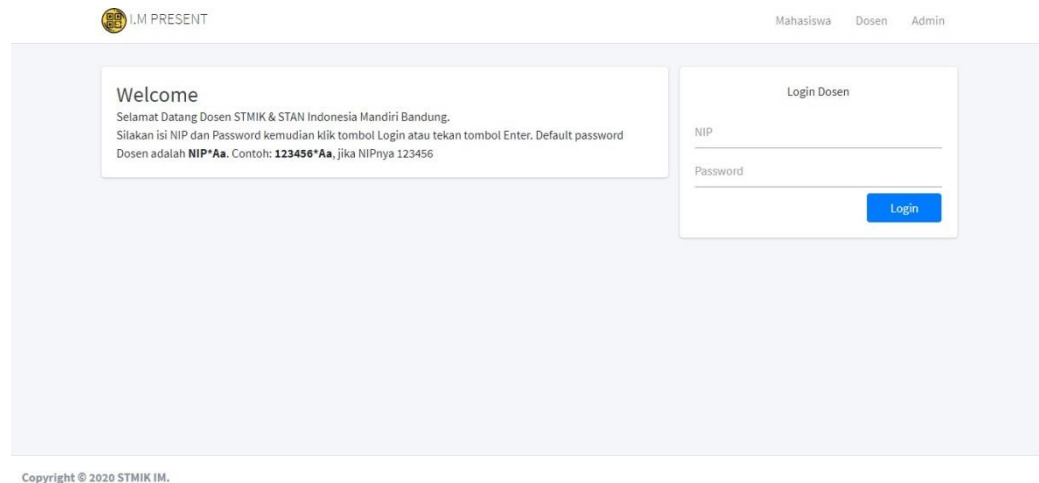 I.M PRESENT
Mahasiswa Dosen Admin
Welcome
Selamat Datang Dosen STMIK & STAN Indonesia Mandiri Bandung.
Silakan isi NIP dan Password kemudian klik tombol Login atau tekan tombol Enter. Default password
Dosen adalah NIP*Aa. Contoh: 123456*Aa, jika NIPnya 123456
Login Dosen
NIP
Password
Login
Copyright © 2020 STMIK IM.